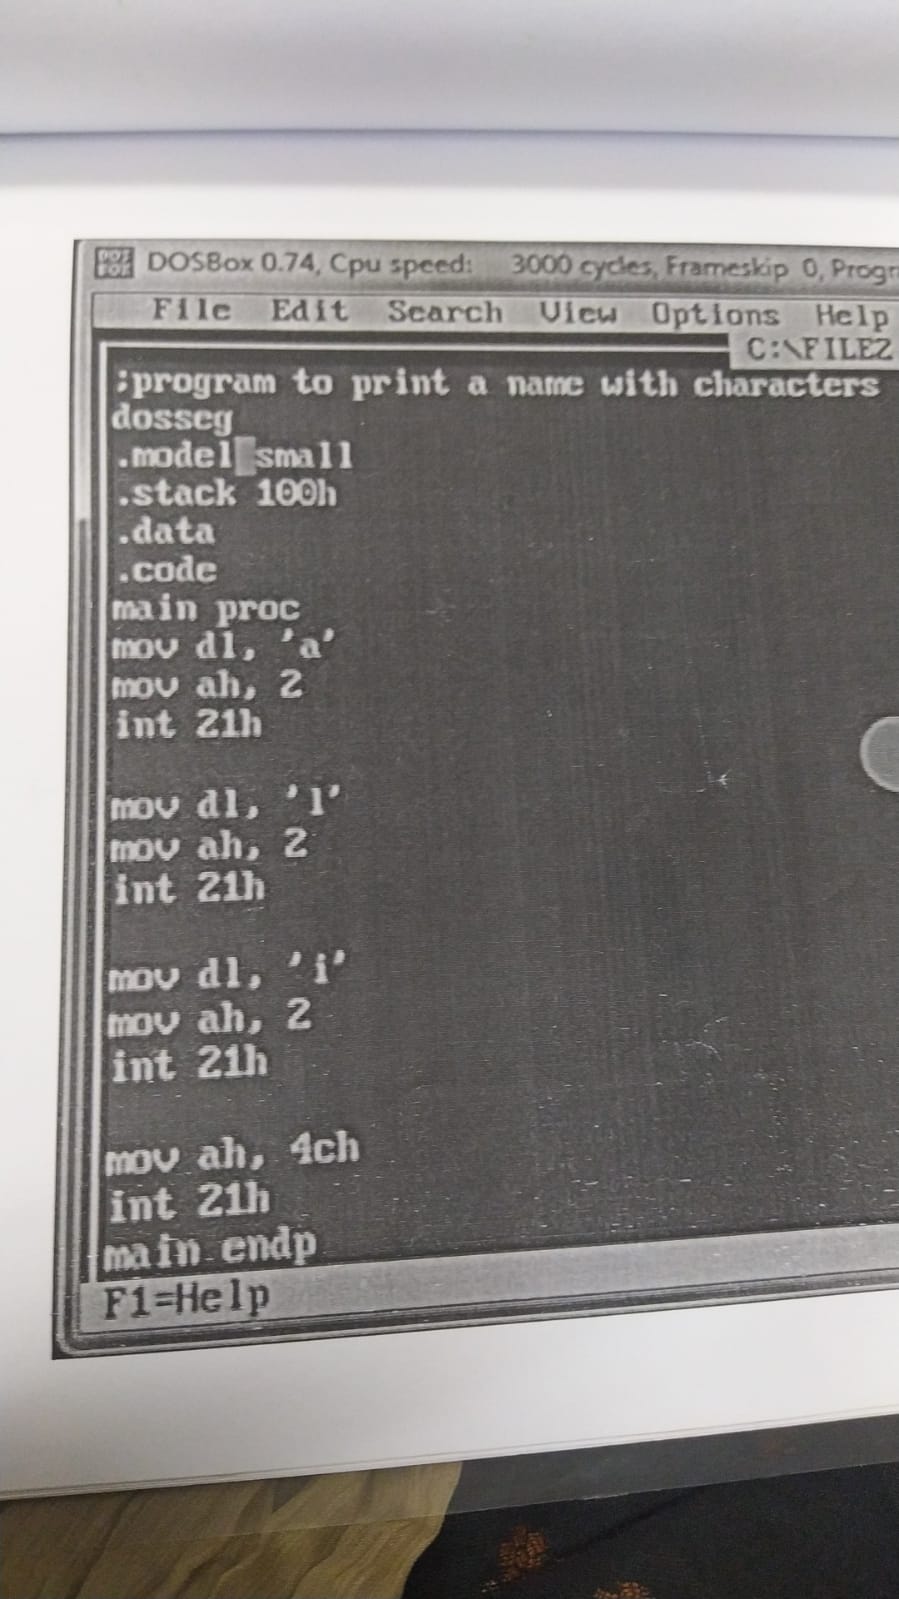 DOSBox 0.74, Cpu speed: 3000 cycles, Frameskip 0, Progr
File Edit Search View Options Help
C:\FILE2
;program to print a name with characters
dosseg
.model small
.stack 100h
.data
.code
main proc
mov dl, 'a'
mov ah, 2
int 21h
mov dl, 'l'
mov ah, 2
int 21h
mov dl, 'i'
mov ah, 2
int 21h
mov ah, 4ch
int 21h
main endp
F1=Help